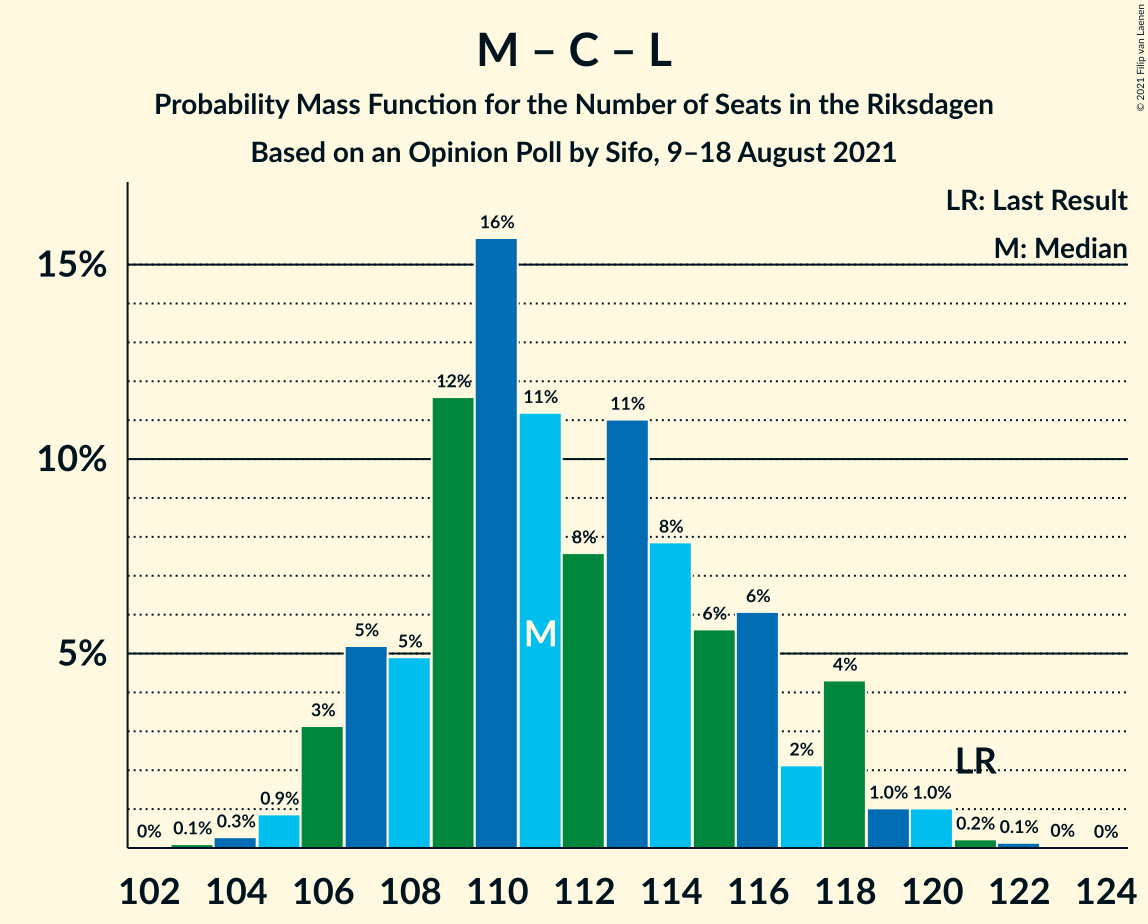 M – C – L
Probability Mass Function for the Number of Seats in the Riksdagen
Based on an Opinion Poll by Sifo, 9–18 August 2021
© 2021 Filip van Laenen
LR: Last Result
M: Median
15%
10%
5%
0%
0.1%
0.3%
0.9%
3%
5%
5%
12%
16%
11%
8%
11%
8%
6%
6%
2%
4%
1.0%
1.0%
0.2%
0.1%
0%
0%
M
LR
102 104 106 108 110 112 114 116 118 120 122 124